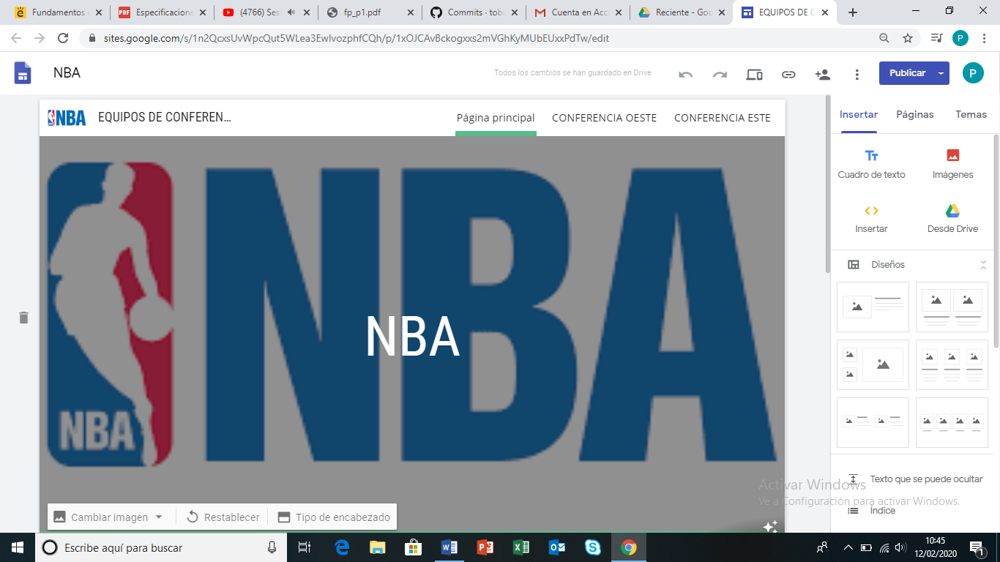 Fundamentos
Especificacione
(4766) Ses
fp_p1.pdf
Commits · tobi
Cuenta en Acc
Reciente - Goo
EQUIPOS DE C
sites.google.com/s/1n2QcxsUvWpcQut5WLea3EwIvozphfCQh/p/1xOJCAvBckogxxs2mVGhKyMUbEUxxPdTw/edit
P
NBA
Todos los cambios se han guardado en Drive
Publicar
P
NBA
EQUIPOS DE CONFEREN...
Página principal
CONFERENCIA OESTE
CONFERENCIA ESTE
Insertar
Páginas
Temas
Cuadro de texto
Imágenes
Insertar
Desde Drive
Diseños
NBA
NBA
NBA
Texto que se puede ocultar
Índice
Activar Windows
Ve a Configuración para activar Windows.
Cambiar imagen
Restablecer
Tipo de encabezado
Escribe aquí para buscar
10:45
12/02/2020
1